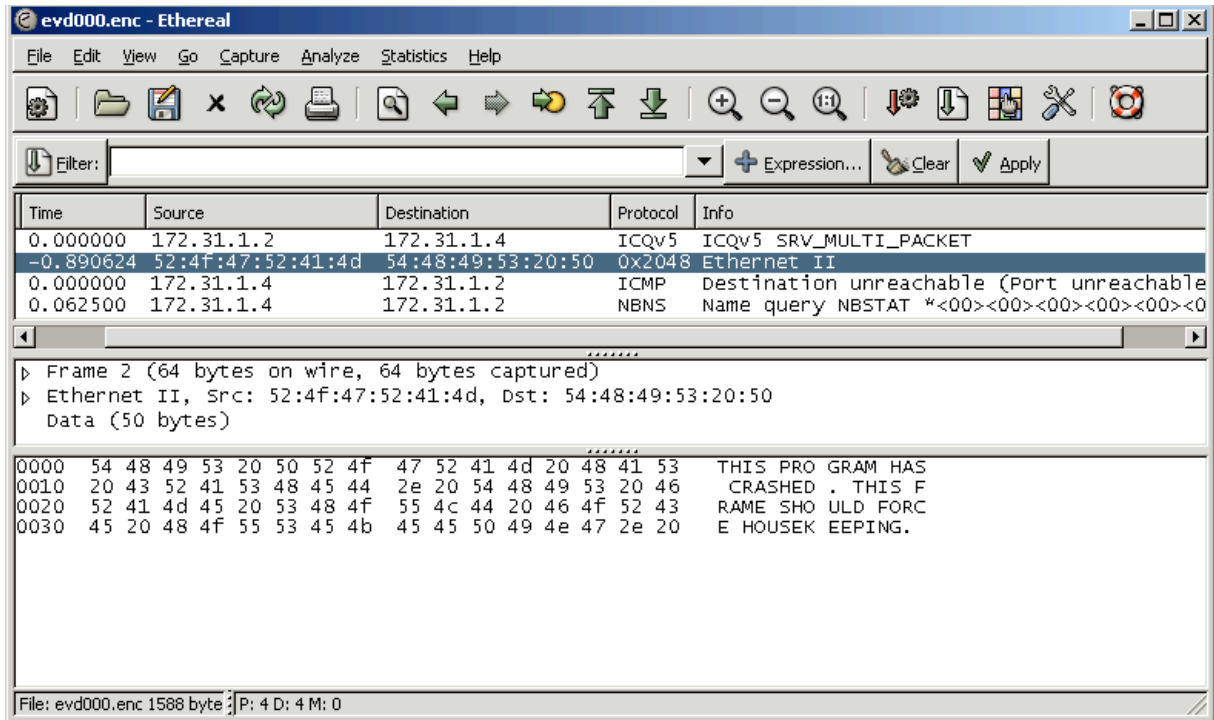 evd000.enc - Ethereal
File Edit View Go Capture Analyze Statistics Help
Filter: Expression... Clear Apply
Time Source Destination Protocol Info
0.000000 172.31.1.2 172.31.1.4 ICQv5 ICQv5 SRV_MULTI_PACKET
-0.890624 52:4f:47:52:41:4d 54:48:49:53:20:50 0x2048 Ethernet II
0.000000 172.31.1.4 172.31.1.2 ICMP Destination unreachable (Port unreachable
0.062500 172.31.1.4 172.31.1.2 NBNS Name query NBSTAT *<00><00><00><00><00><0
Frame 2 (64 bytes on wire, 64 bytes captured)
Ethernet II, Src: 52:4f:47:52:41:4d, Dst: 54:48:49:53:20:50
Data (50 bytes)
0000 54 48 49 53 20 50 52 4f 47 52 41 4d 20 48 41 53 THIS PRO GRAM HAS
0010 20 43 52 41 53 48 45 44 2e 20 54 48 49 53 20 46 CRASHED . THIS F
0020 52 41 4d 45 20 53 48 4f 55 4c 44 20 46 4f 52 43 RAME SHO ULD FORC
0030 45 20 48 4f 55 53 45 4b 45 45 50 49 4e 47 2e 20 E HOUSEK EEPING.
File: evd000.enc 1588 byte P: 4 D: 4 M: 0